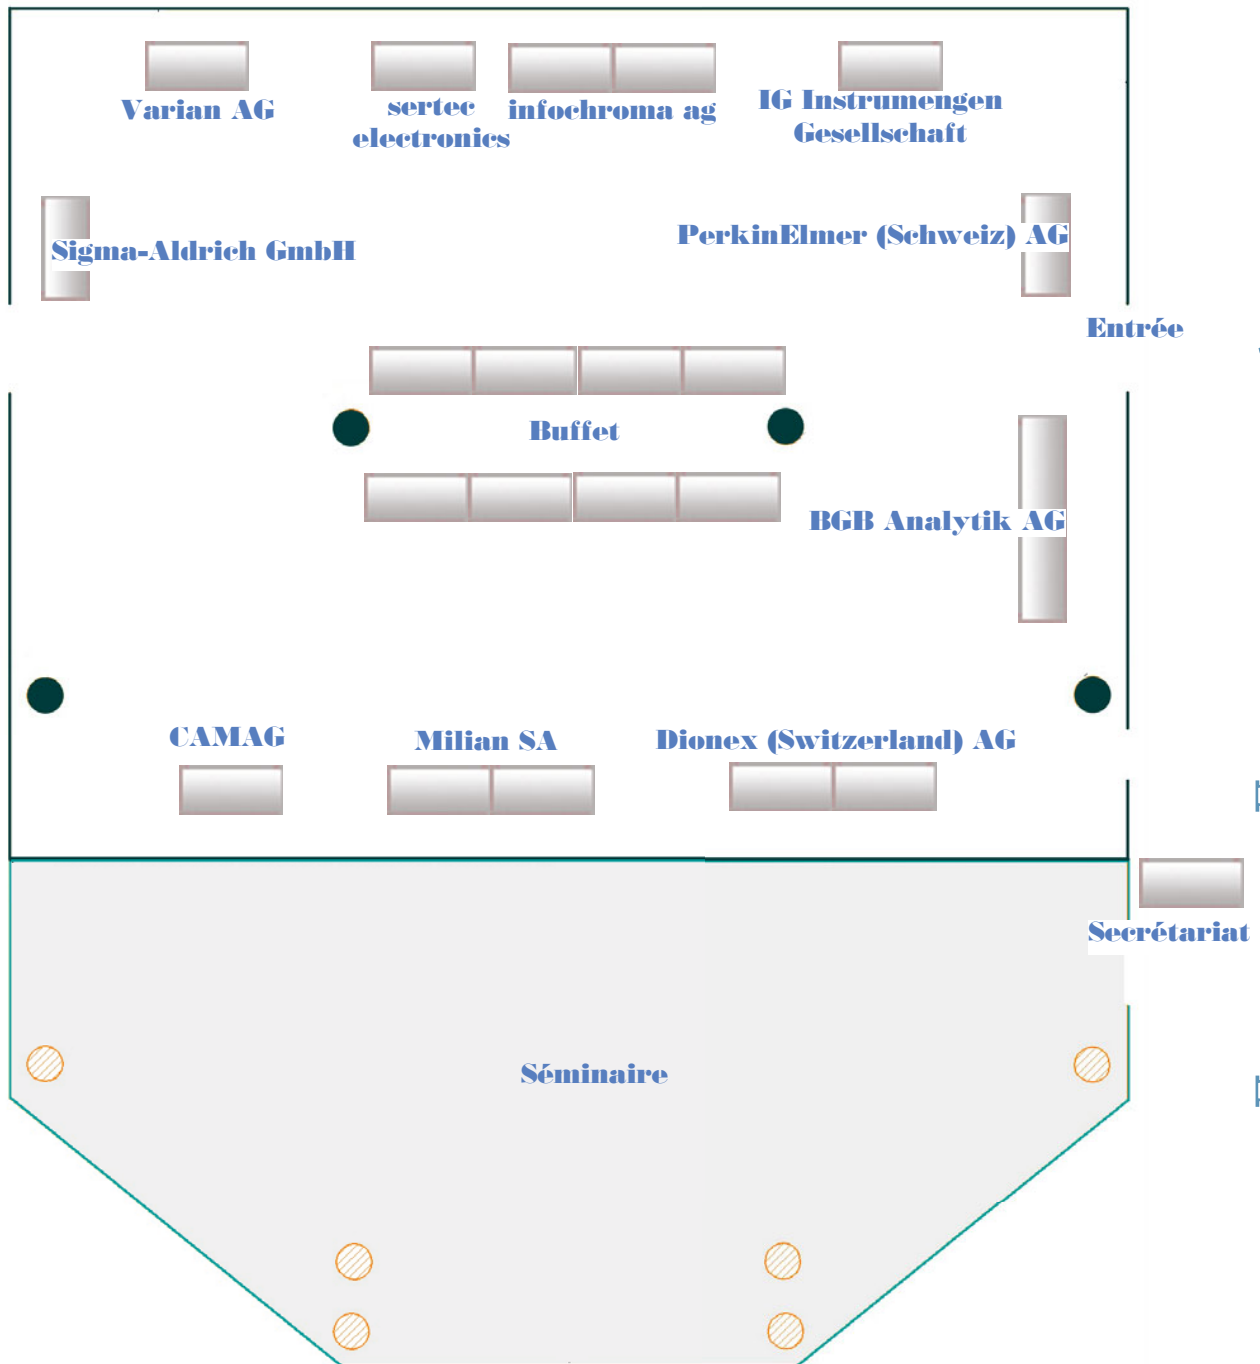 Varian AG
sertec
electronics
infochroma ag
IG Instrumengen
Gesellschaft
Sigma-Aldrich GmbH
PerkinElmer (Schweiz) AG
Entrée
Buffet
BGB Analytik AG
CAMAG
Milian SA
Dionex (Switzerland) AG
Secrétariat
Séminaire